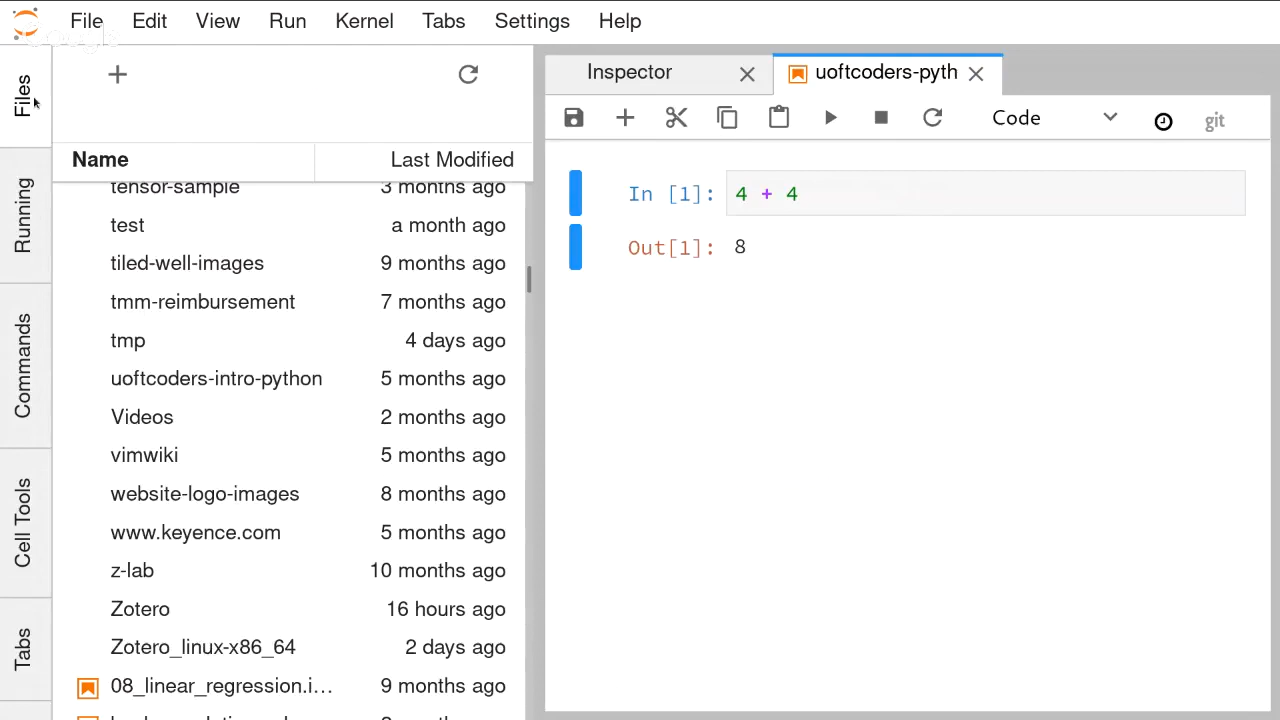 File Edit View Run Kernel Tabs Settings Help
Google
Files
Running
Commands
Cell Tools
Tabs
Name Last Modified
tensor-sample 3 months ago
test a month ago
tiled-well-images 9 months ago
tmm-reimbursement 7 months ago
tmp 4 days ago
uoftcoders-intro-python 5 months ago
Videos 2 months ago
vimwiki 5 months ago
website-logo-images 8 months ago
www.keyence.com 5 months ago
z-lab 10 months ago
Zotero 16 hours ago
Zotero_linux-x86_64 2 days ago
08_linear_regression.i… 9 months ago
Inspector
uoftcoders-pyth
Code
git
In [1]: 4 + 4
Out[1]: 8